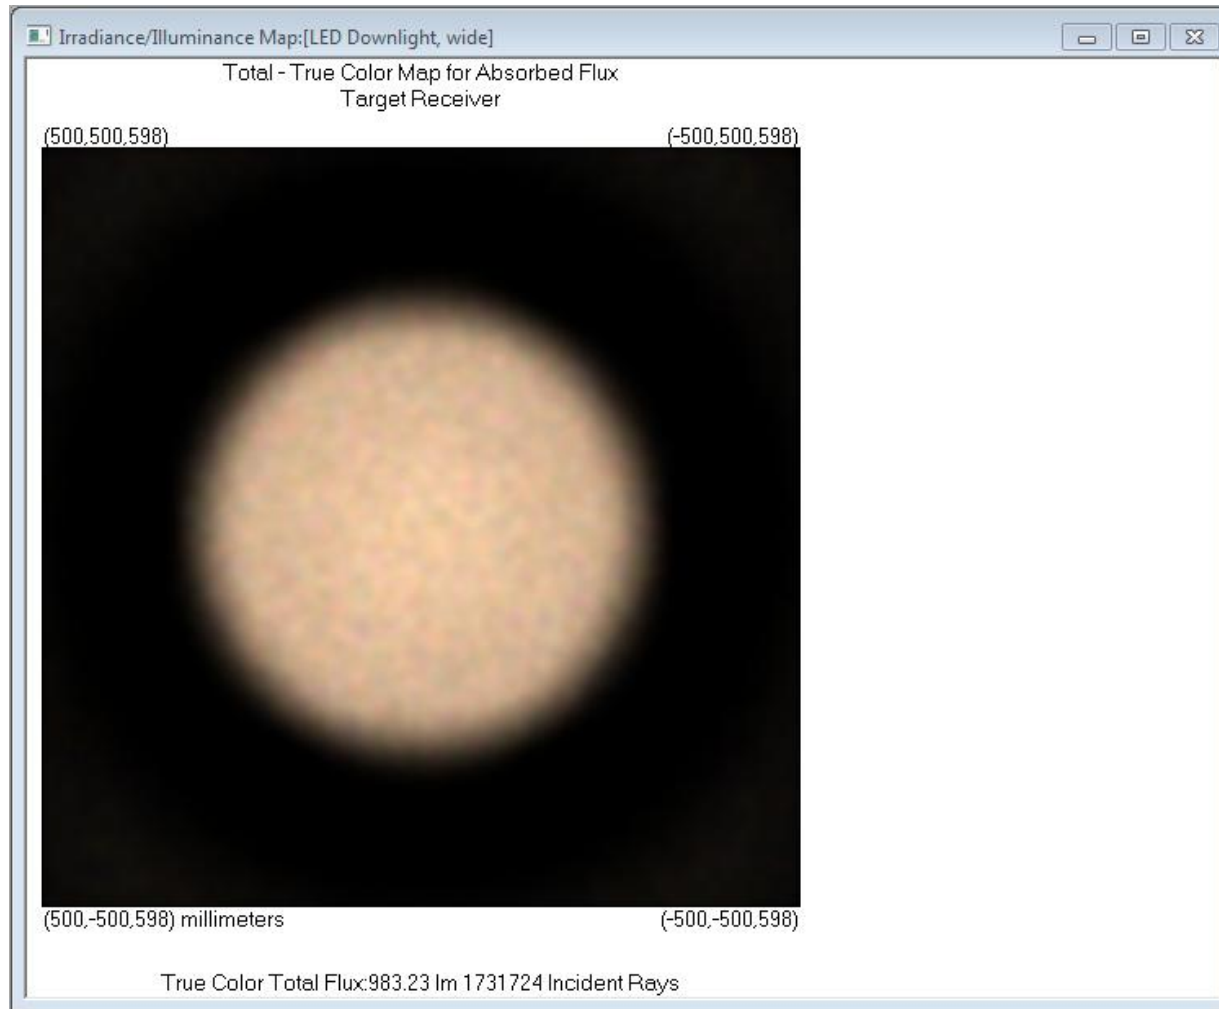 Irradiance/Illuminance Map:[LED Downlight, wide]
Total - True Color Map for Absorbed Flux
Target Receiver
(500,500,598) (-500,500,598)
(500,-500,598) millimeters (-500,-500,598)
True Color Total Flux:983.23 lm 1731724 Incident Rays